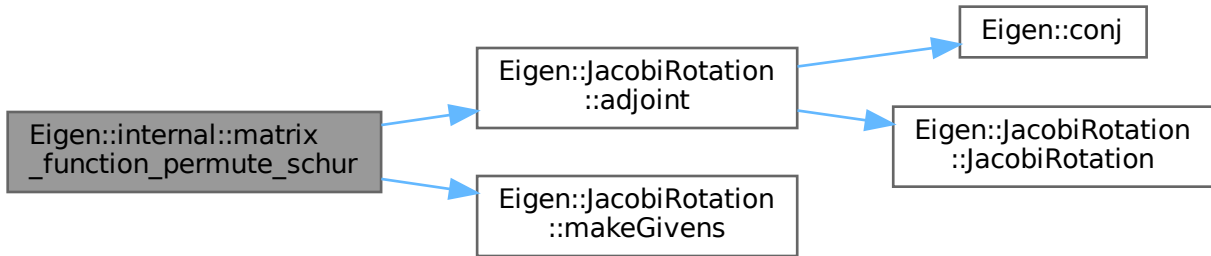 Eigen::internal::matrix
_function_permute_schur
Eigen::JacobiRotation
::adjoint
Eigen::conj
Eigen::JacobiRotation
::JacobiRotation
Eigen::JacobiRotation
::makeGivens